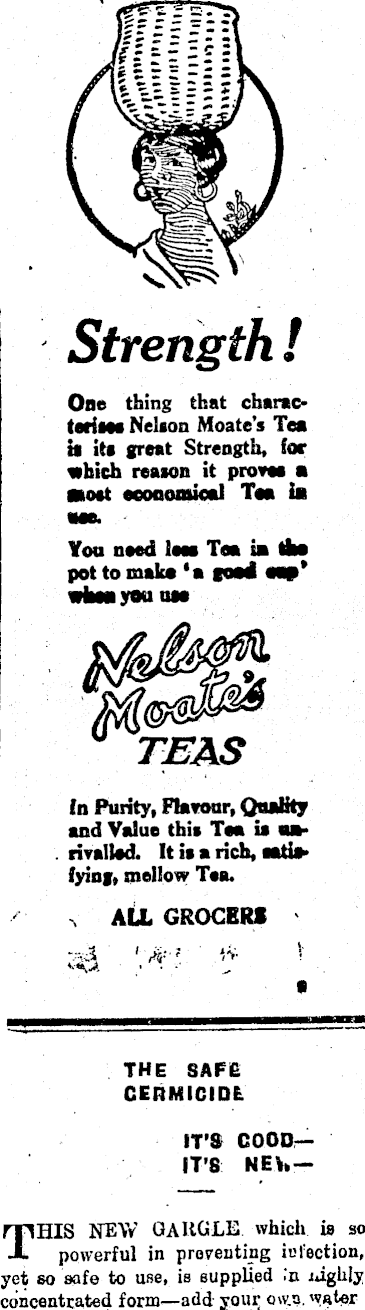 Strength!
One thing that charac-
terises Nelson Moate's Tea
is its great Strength, for
which reason it proves a
most economical Tea in
use.
You need less Tea in the
pot to make 'a good cup'
when you use
Nelson
Moate's
TEAS
In Purity, Flavour, Quality
and Value this Tea is un-
rivalled. It is a rich, satis-
fying, mellow Tea.
ALL GROCERS
THE SAFE
GERMICIDE
IT'S GOOD—
IT'S NEW—
THIS NEW GARGLE which is so
powerful in preventing infection,
yet so safe to use, is supplied in highly
concentrated form—add your own water